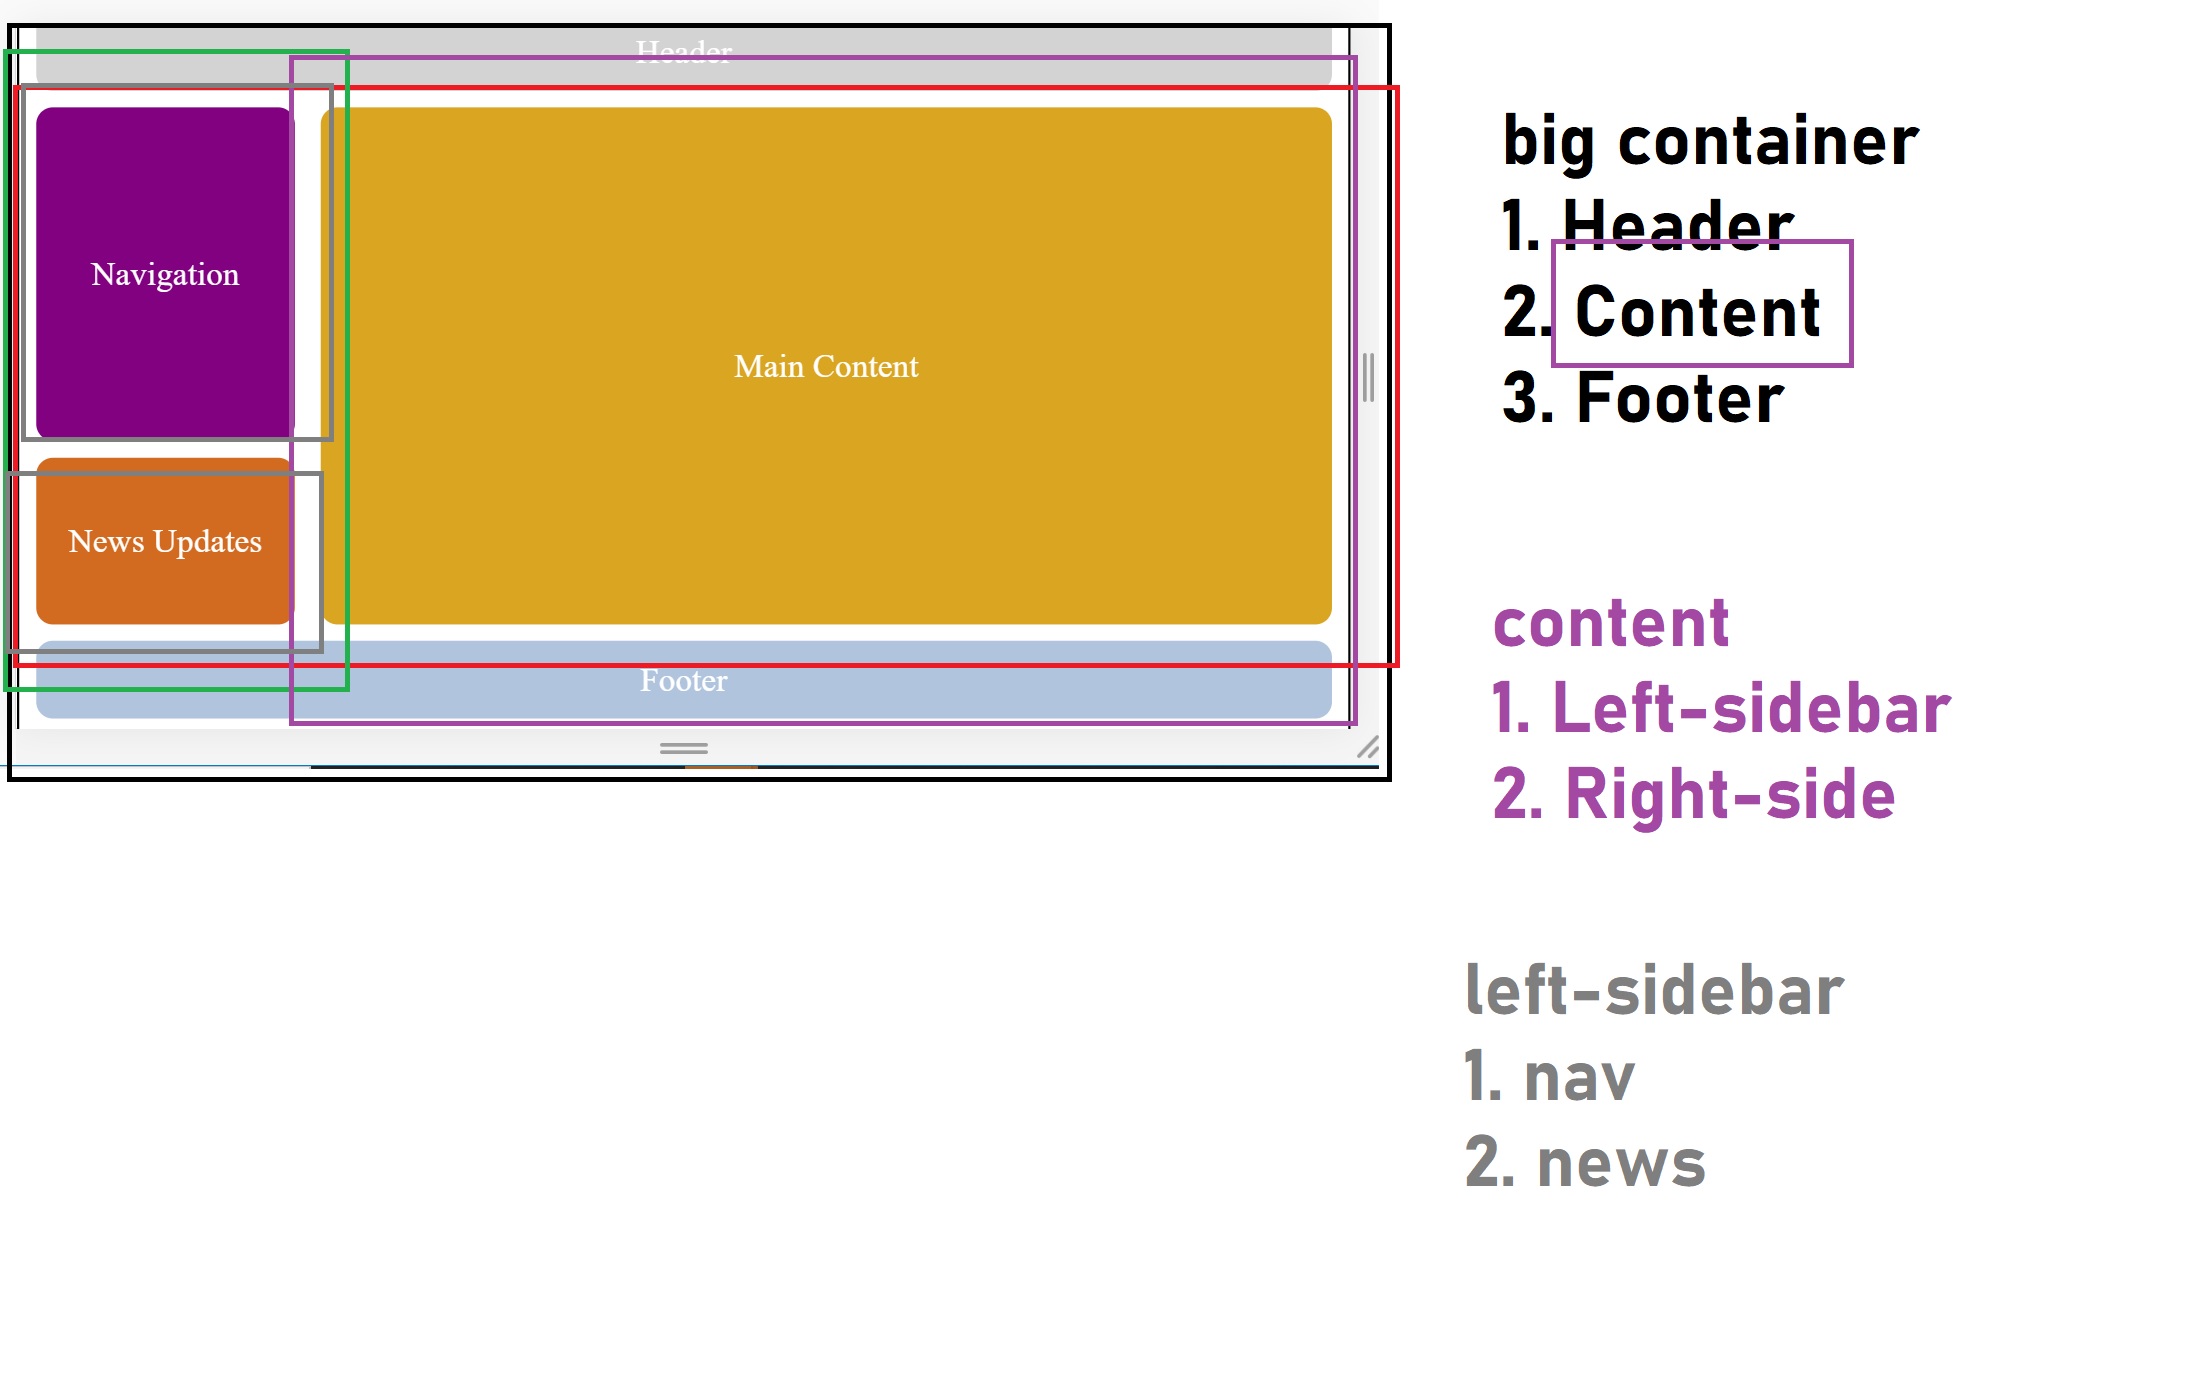 Header
Navigation
Main Content
News Updates
Footer
big container
1. Header
2. Content
3. Footer
content
1. Left-sidebar
2. Right-side
left-sidebar
1. nav
2. news